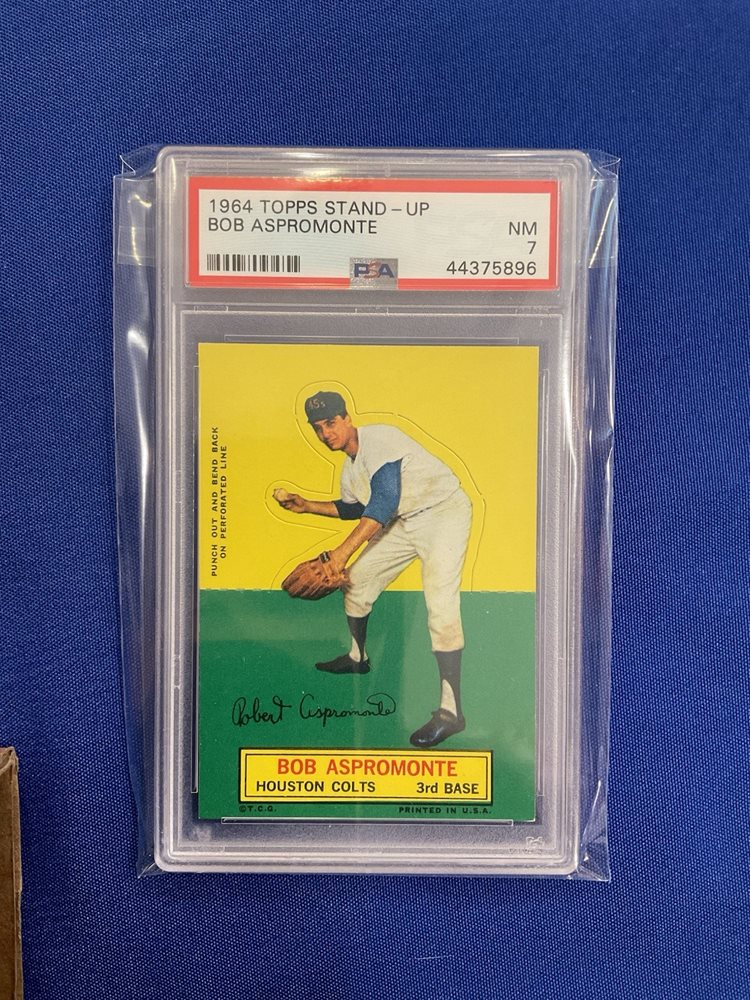 1964 TOPPS STAND-UP
BOB ASPROMONTE
NM
7
PSA
44375896
45s
PUNCH OUT AND BEND BACK
ON PERFORATED LINE
Robert Aspromonte
BOB ASPROMONTE
HOUSTON COLTS 3rd BASE
©T.C.G. PRINTED IN U.S.A.